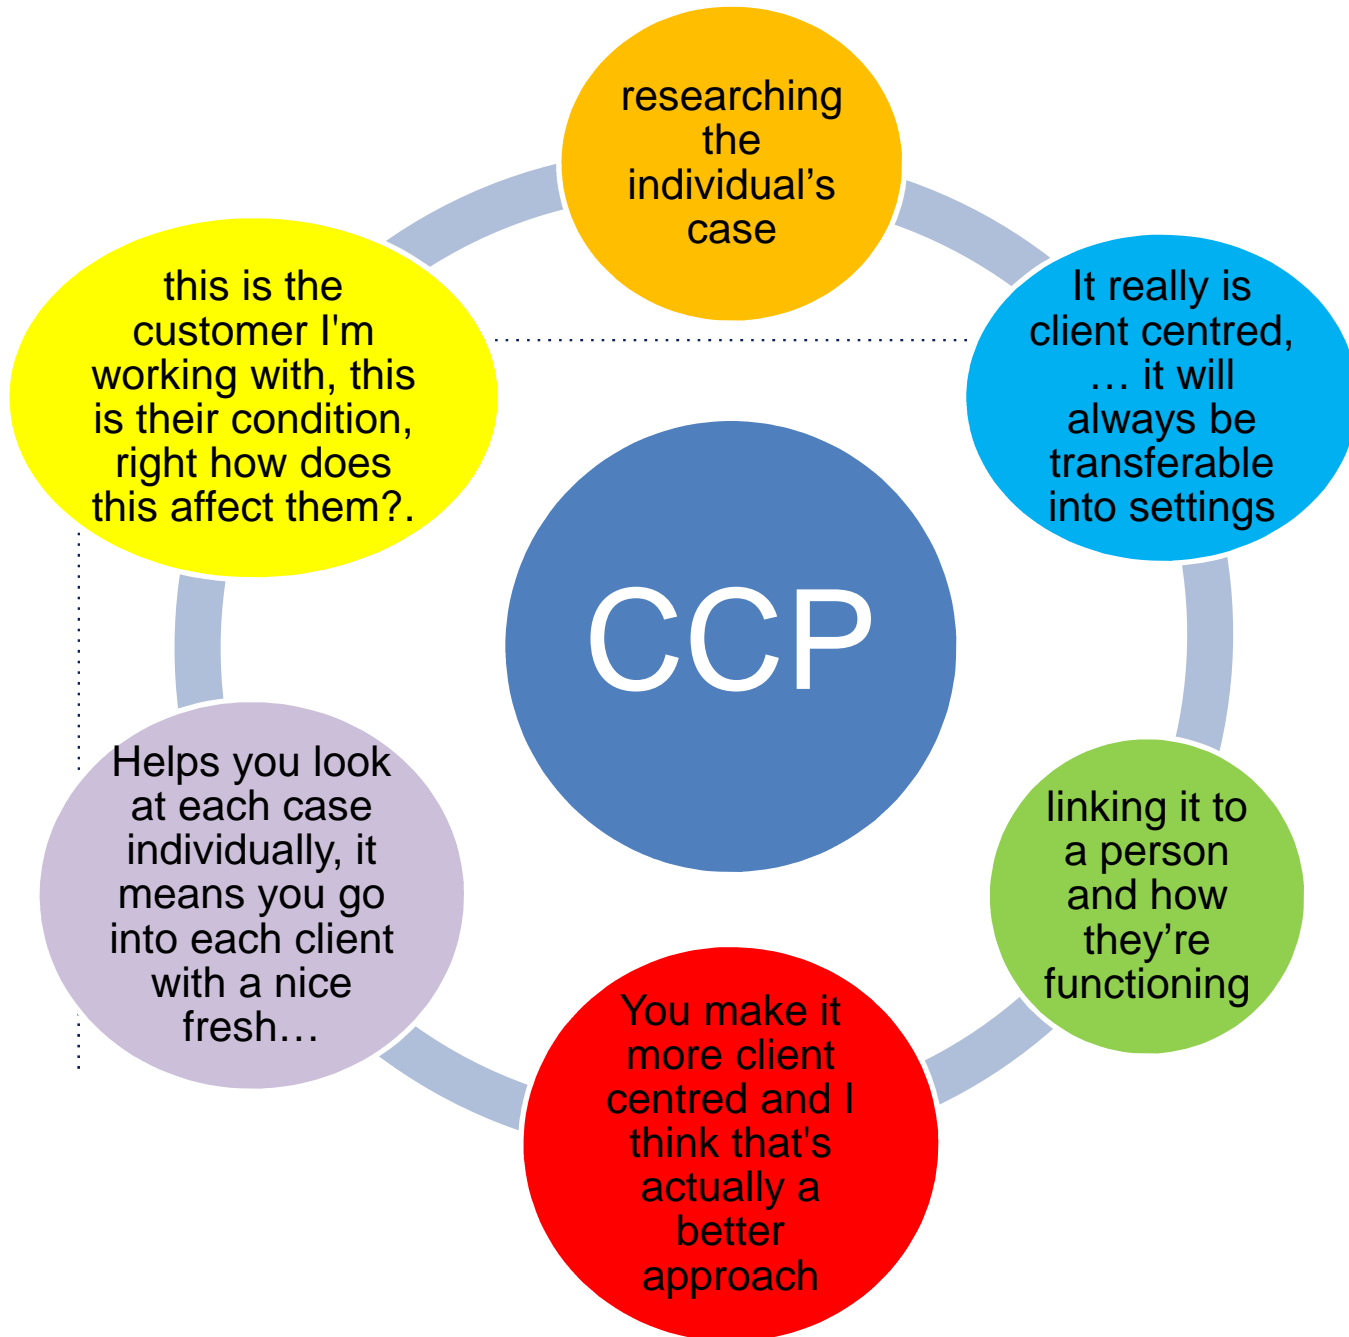 researching
the
individual’s
case
It really is
client centred,
… it will
always be
transferable
into settings
linking it to
a person
and how
they’re
functioning
You make it
more client
centred and I
think that's
actually a
better
approach
Helps you look
at each case
individually, it
means you go
into each client
with a nice
fresh…
this is the
customer I'm
working with, this
is their condition,
right how does
this affect them?.
CCP